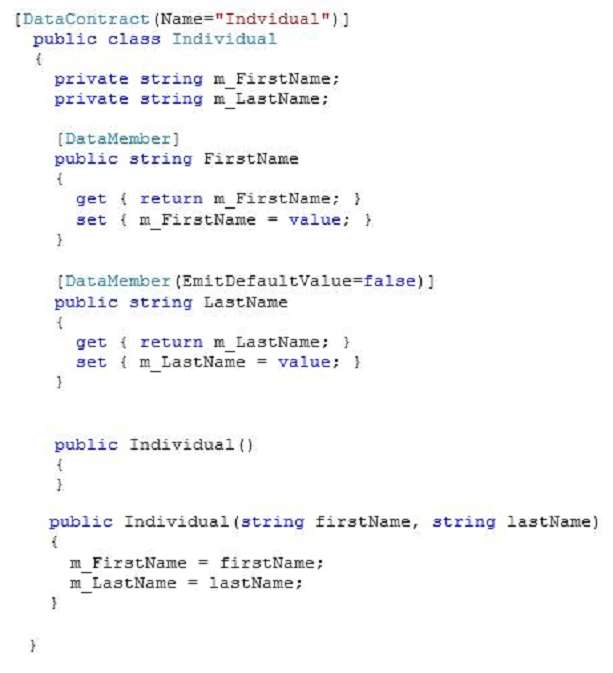 [DataContract(Name="Indvidual")]
public class Individual
{
private string m_FirstName;
private string m_LastName;
[DataMember]
public string FirstName
{
get { return m_FirstName; }
set { m_FirstName = value; }
}
[DataMember(EmitDefaultValue=false)]
public string LastName
{
get { return m_LastName; }
set { m_LastName = value; }
}
public Individual()
{
}
public Individual(string firstName, string lastName)
{
m_FirstName = firstName;
m_LastName = lastName;
}
}